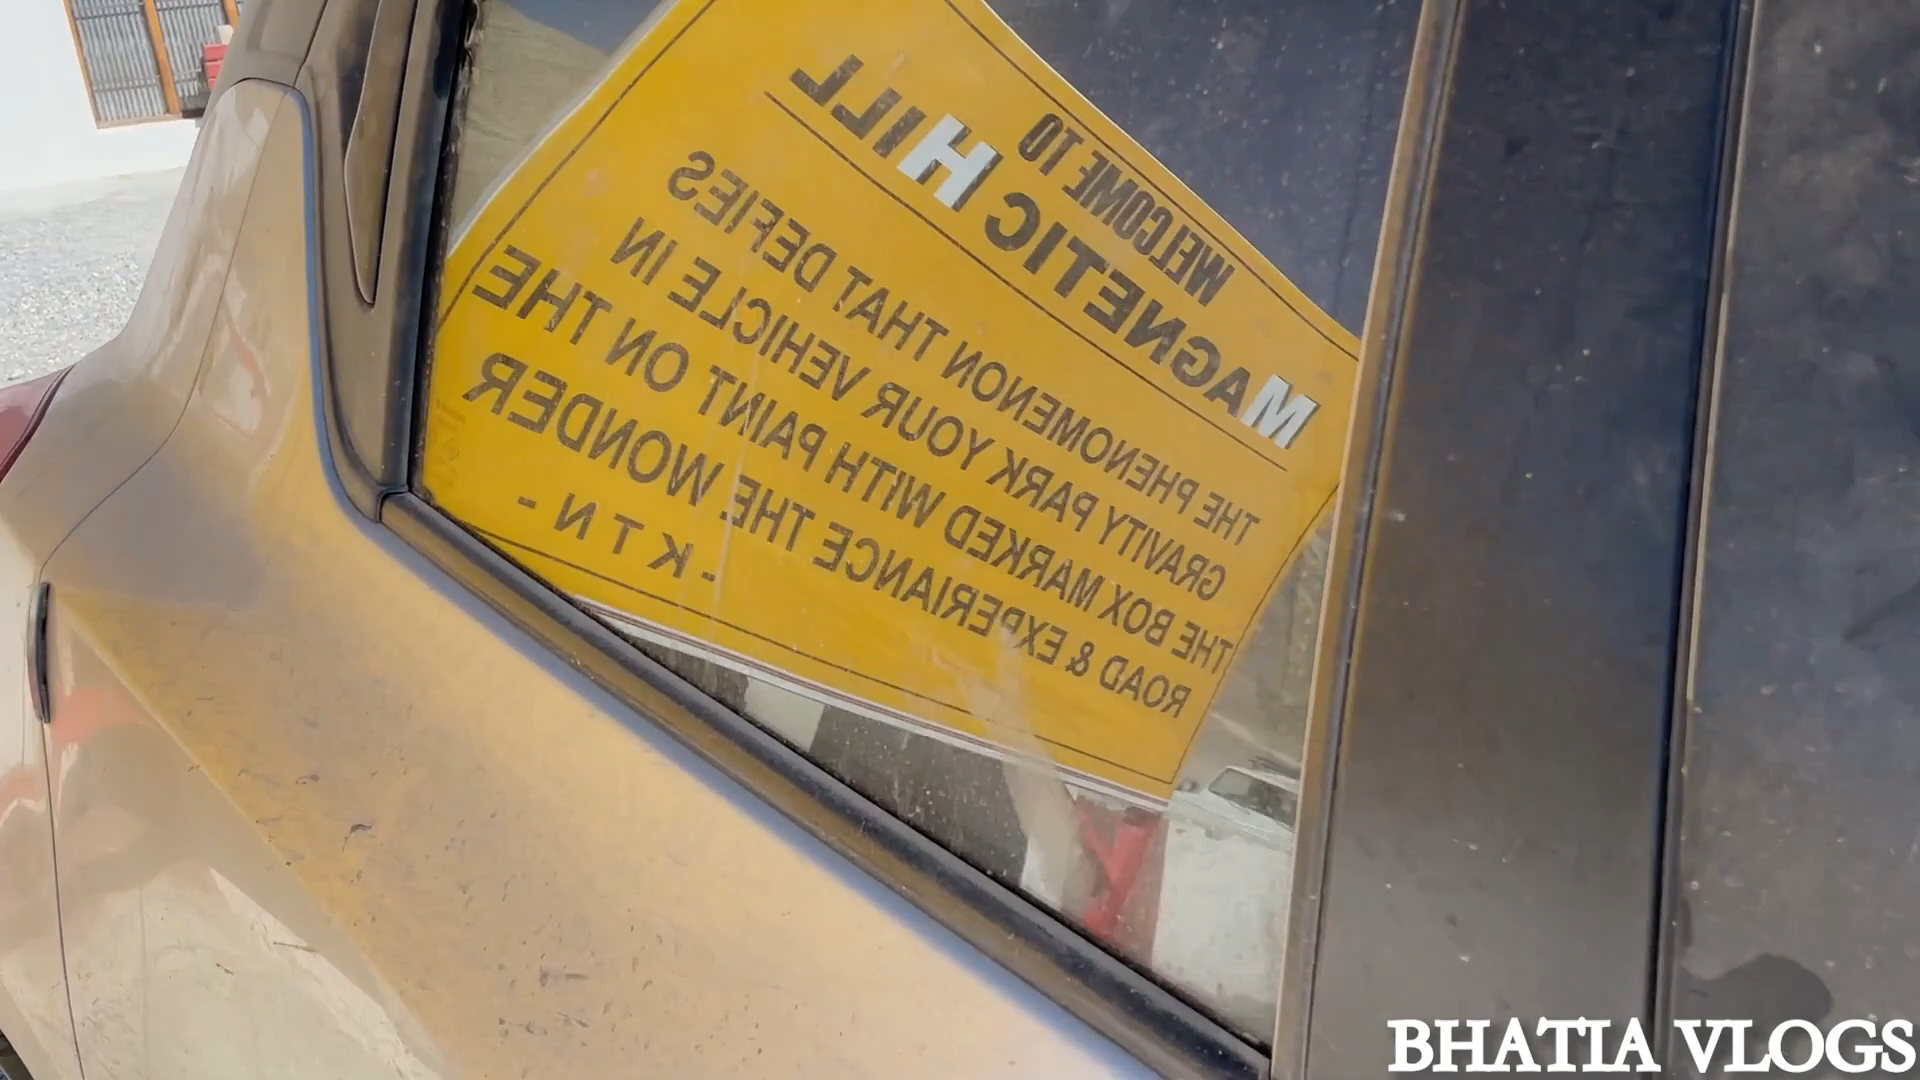 WELCOME TO
MAGNETIC HILL
THE PHENOMENON THAT DEFIES
GRAVITY PARK YOUR VEHICLE IN
THE BOX MARKED WITH PAINT ON THE
ROAD & EXPERIANCE THE WONDER
- K T N -
BHATIA VLOGS